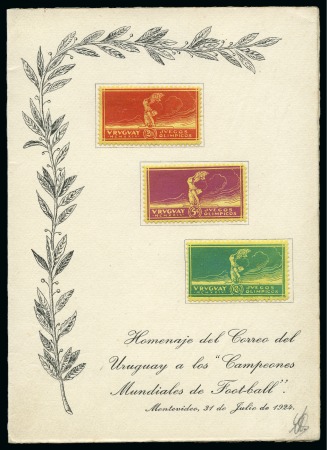 URUGUAY JUEGOS OLIMPICOS
URUGUAY 5 JUEGOS OLIMPICOS
URUGUAY JUEGOS OLIMPICOS
Homenaje del Correo del
Uruguay a los "Campeones
Mundiales de Foot-ball".
Montevideo, 31 de Julio de 1924.